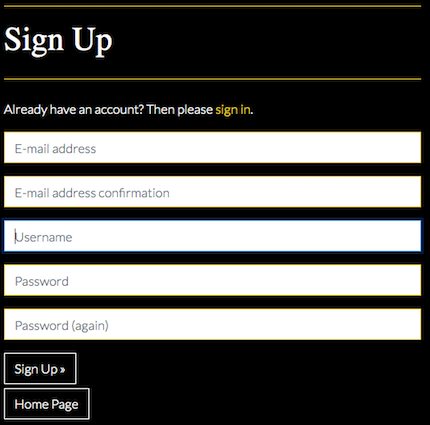 Sign Up
Already have an account? Then please sign in.
E-mail address
E-mail address confirmation
Username
Password
Password (again)
Sign Up »
Home Page